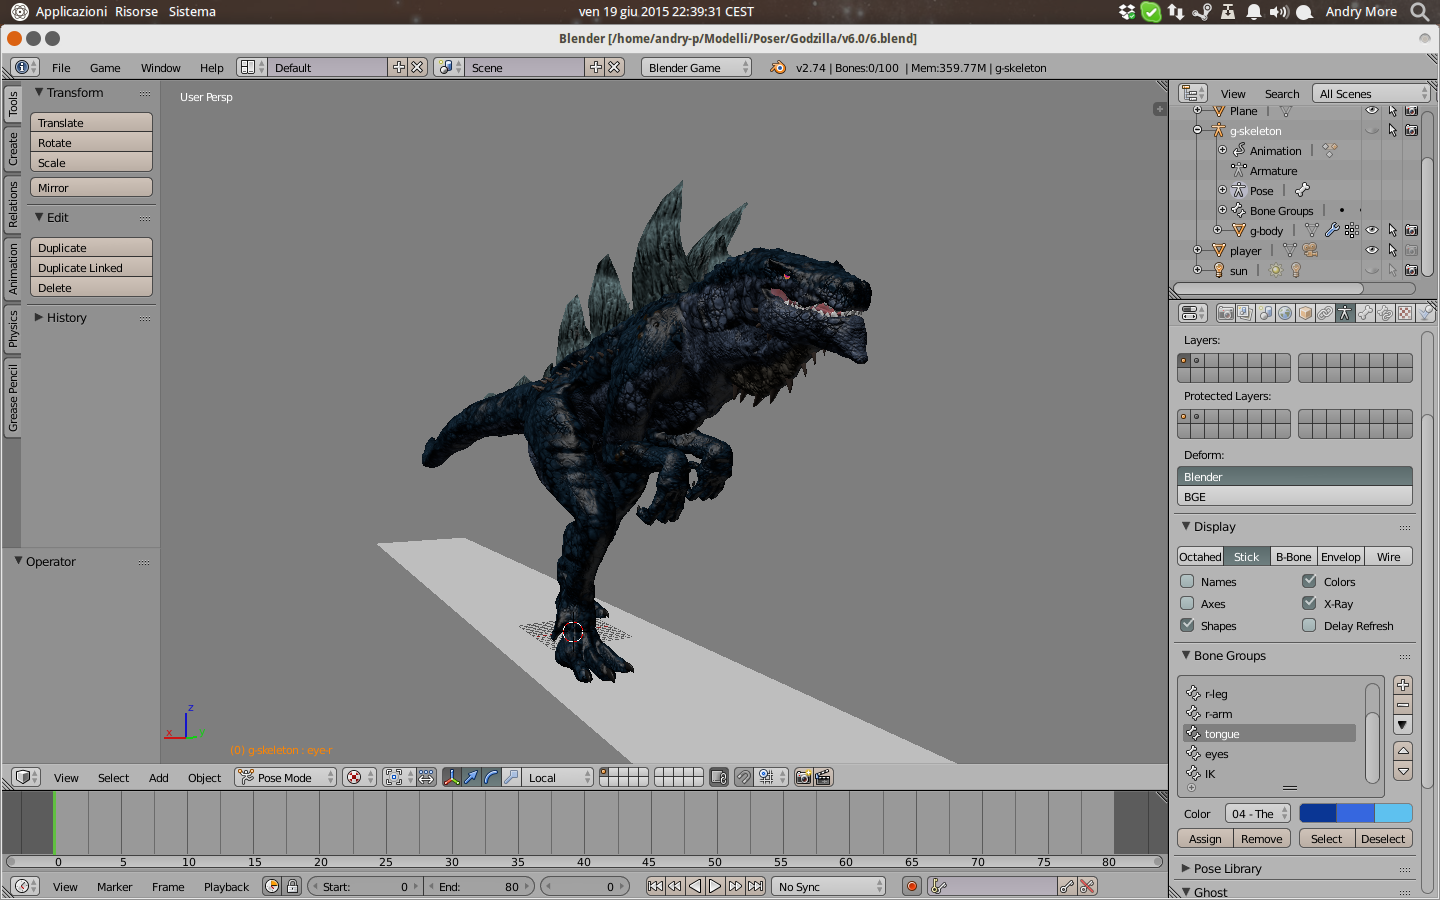 Applicazioni Risorse Sistema
ven 19 giu 2015 22:39:31 CEST
Andry More
Blender [/home/andry-p/Modelli/Poser/Godzilla/v6.0/6.blend]
File Game Window Help
Default
Scene
Blender Game
v2.74 | Bones:0/100 | Mem:359.77M | g-skeleton
Tools
Create
Relations
Animation
Physics
Grease Pencil
Transform
Translate
Rotate
Scale
Mirror
Edit
Duplicate
Duplicate Linked
Delete
History
Operator
User Persp
z
x
(0) g-skeleton : eye-r
View Search All Scenes
Plane
g-skeleton
Animation
Armature
Pose
Bone Groups
g-body
player
sun
Layers:
Protected Layers:
Deform:
Blender
BGE
Display
Octahed Stick B-Bone Envelop Wire
Names Colors
Axes X-Ray
Shapes Delay Refresh
Bone Groups
r-leg
r-arm
tongue
eyes
IK
Color 04 - The
Assign Remove Select Deselect
Pose Library
Ghost
View Select Add Object Pose Mode Local
0 5 10 15 20 25 30 35 40 45 50 55 60 65 70 75 80
View Marker Frame Playback Start: 0 End: 80 0 No Sync